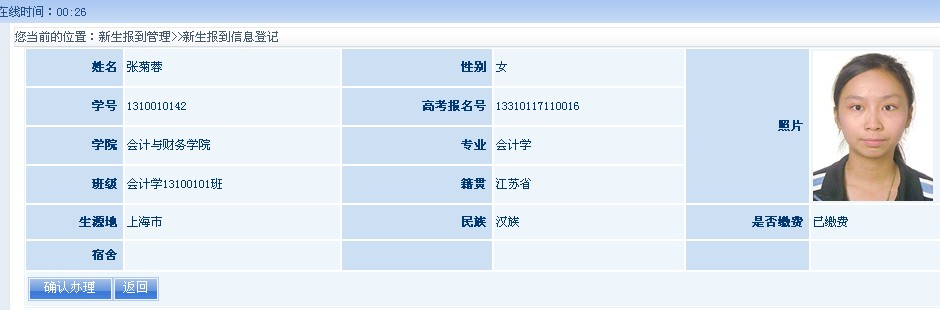 在线时间：00:26
您当前的位置：新生报到管理>>新生报到信息登记
姓名 张菊蓉 性别 女
学号 1310010142 高考报名号 13310117110016
照片
学院 会计与财务学院 专业 会计学
班级 会计学13100101班 籍贯 江苏省
生源地 上海市 民族 汉族 是否缴费 已缴费
宿舍
确认办理 返回